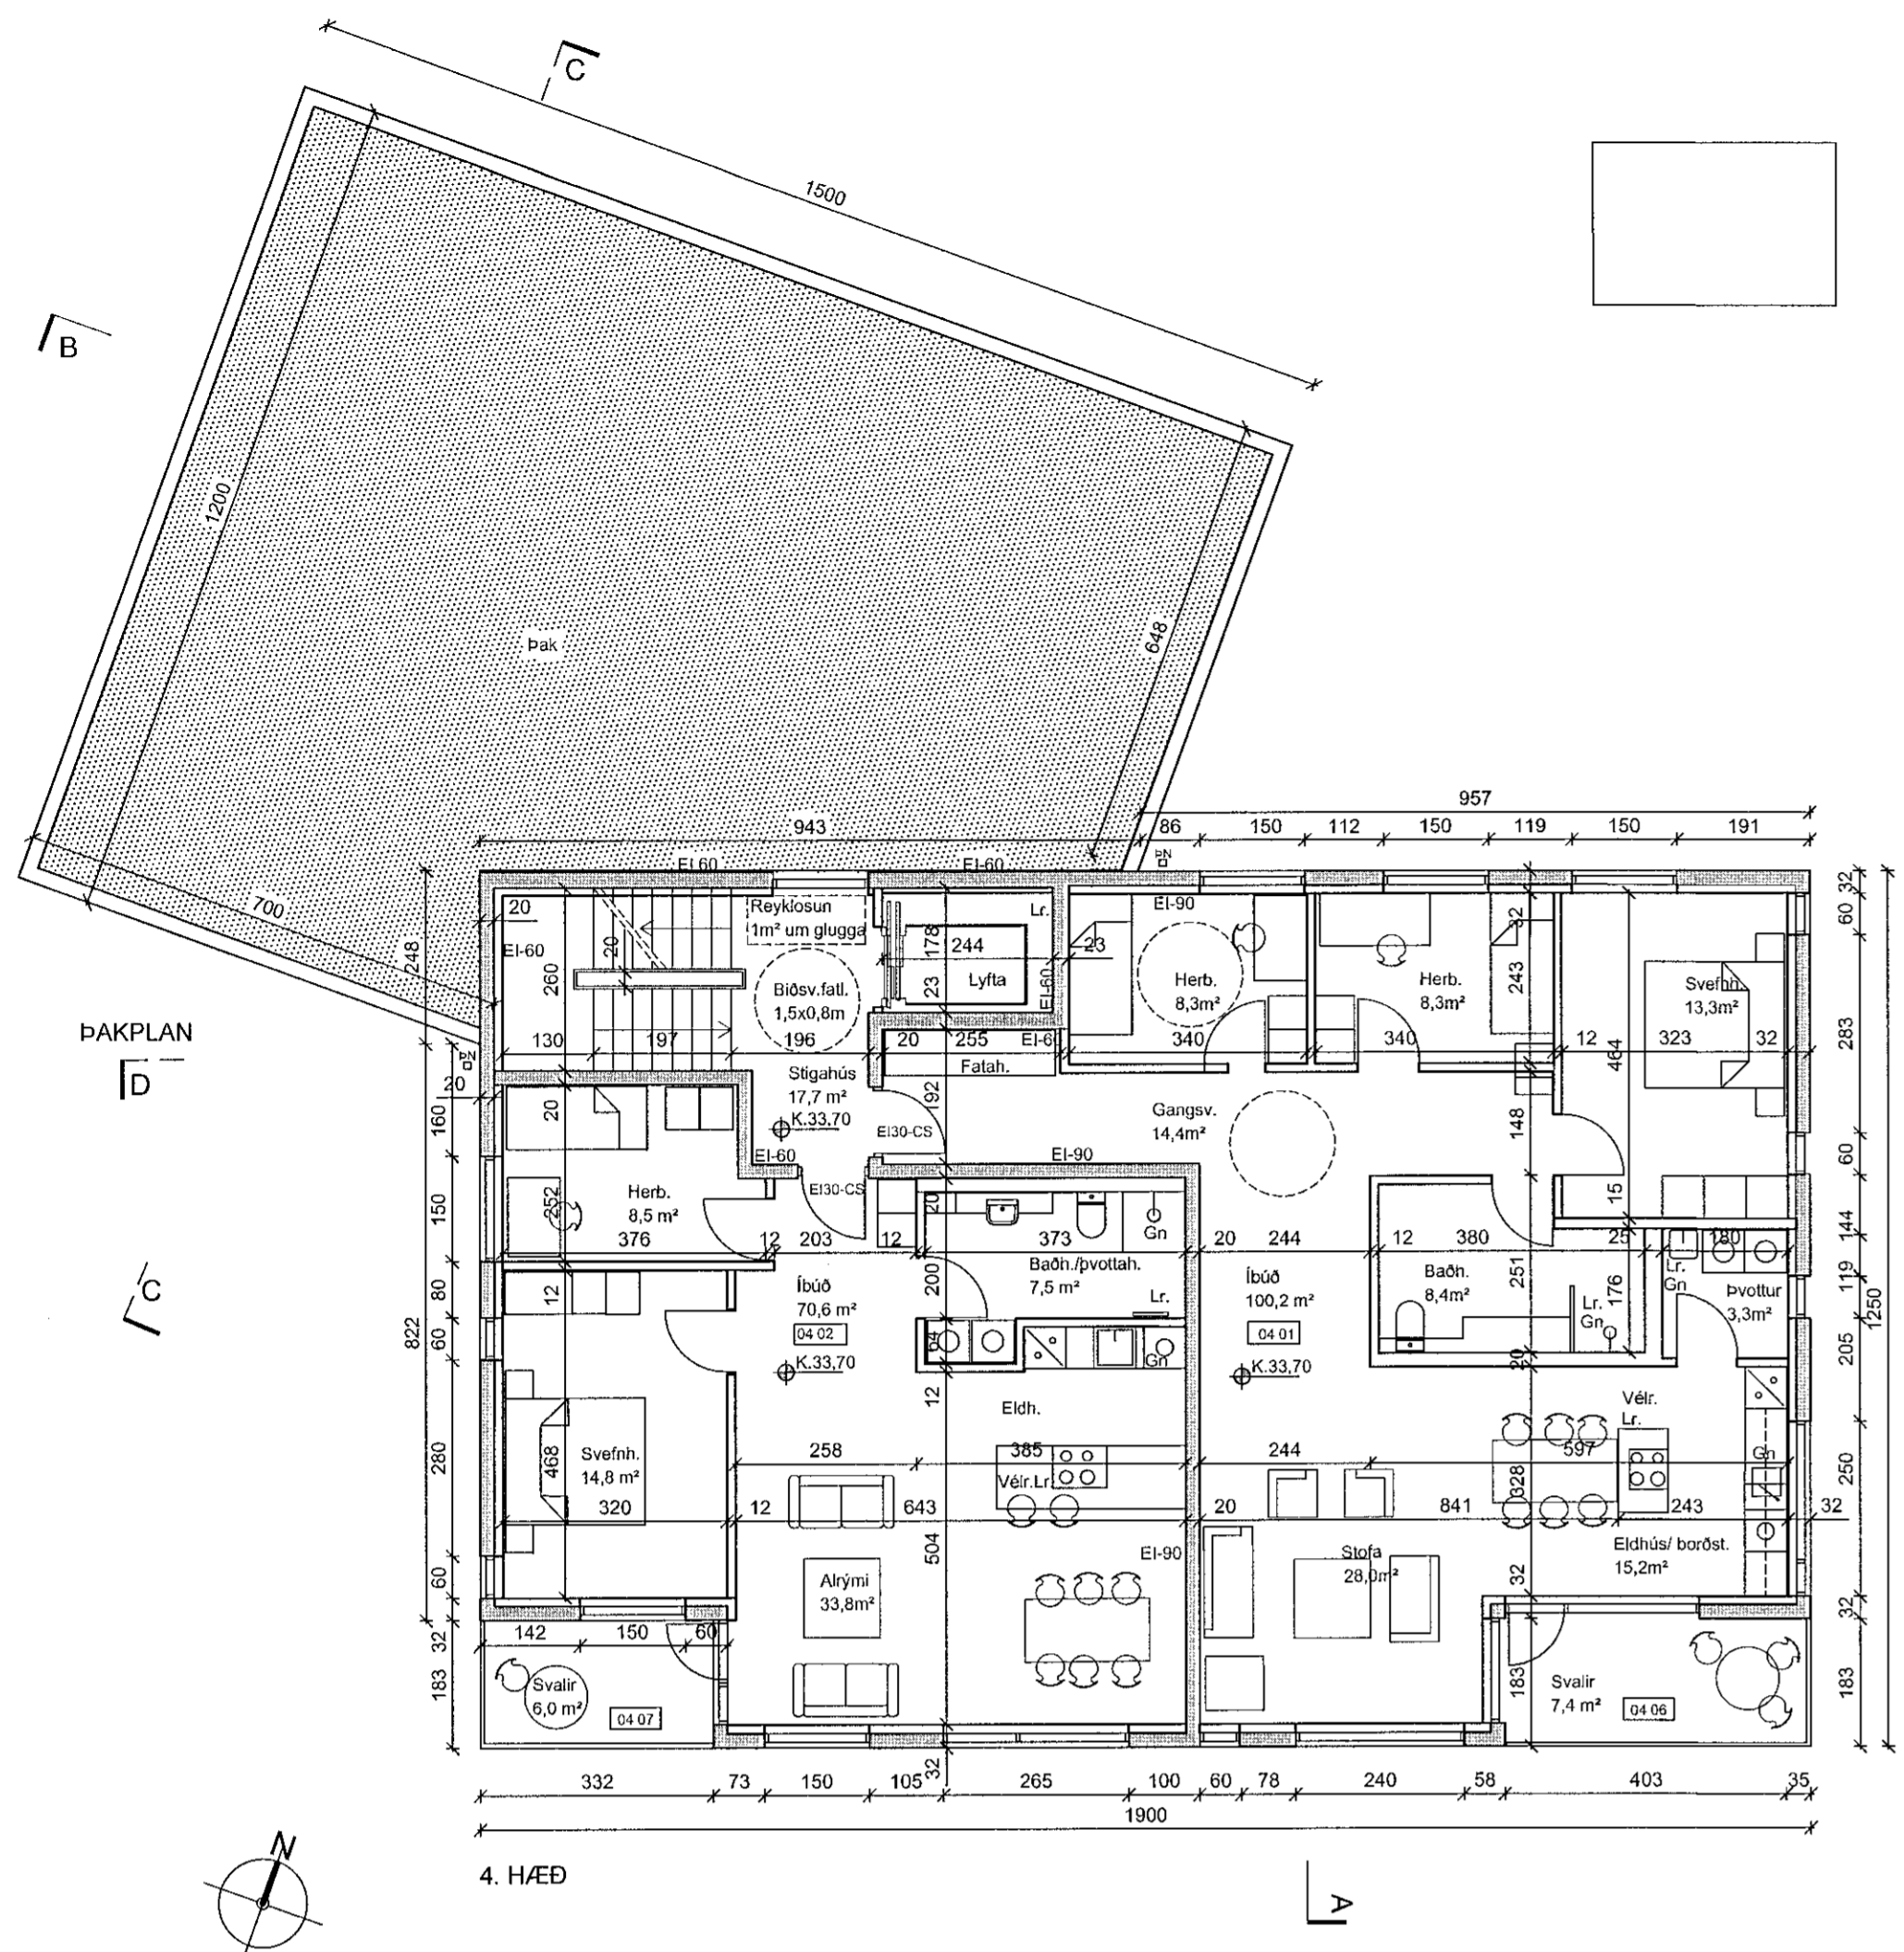 C
1500
B
1200
Þak
648
957
943
86
150
112
150
119
150
191
EI 60
EI-60
ÞN
700
20
248
EI-60
260
20
Reyklosun
1m² um glugga
Biðsv.fatl.
1,5x0,8m
178
244
23
Lr.
Lyfta
EI-60
23
EI-90
Herb.
8,3m²
32
243
Herb.
8,3m²
Svefnh.
13,3m²
32
60
283
ÞAKPLAN
D
ÞN
20
130
197
196
20
255
EI-60
340
340
12
323
32
464
Fatah.
Stigahús
17,7 m²
K.33,70
192
EI30-CS
Gangsv.
14,4m²
148
160
20
EI-60
EI30-CS
EI-90
60
15
Herb.
8,5 m²
252
150
376
12
203
12
20
373
Gn
20
244
12
380
25
180
144
C
80
12
Íbúð
70,6 m²
04 02
K.33,70
200
Baðh./þvottah.
7,5 m²
Lr.
64
Gn
Íbúð
100,2 m²
04 01
K.33,70
251
Baðh.
8,4m²
Lr.
Gn
176
Lr.
Gn
Þvottur
3,3m²
119
1250
822
60
20
205
12
Eldh.
Vélr.
Lr.
280
Svefnh.
14,8 m²
468
258
385
Vélr.Lr.
244
597
328
Gn
250
320
12
643
20
841
243
32
504
EI-90
Stofa
28,0m²
Eldhús/ borðst.
15,2m²
60
Alrými
33,8m²
32
32
32
142
150
60
183
Svalir
6,0 m²
04 07
183
Svalir
7,4 m²
04 06
183
32
332
73
150
105
265
100
60
78
240
58
403
35
1900
N
4. HÆÐ
A